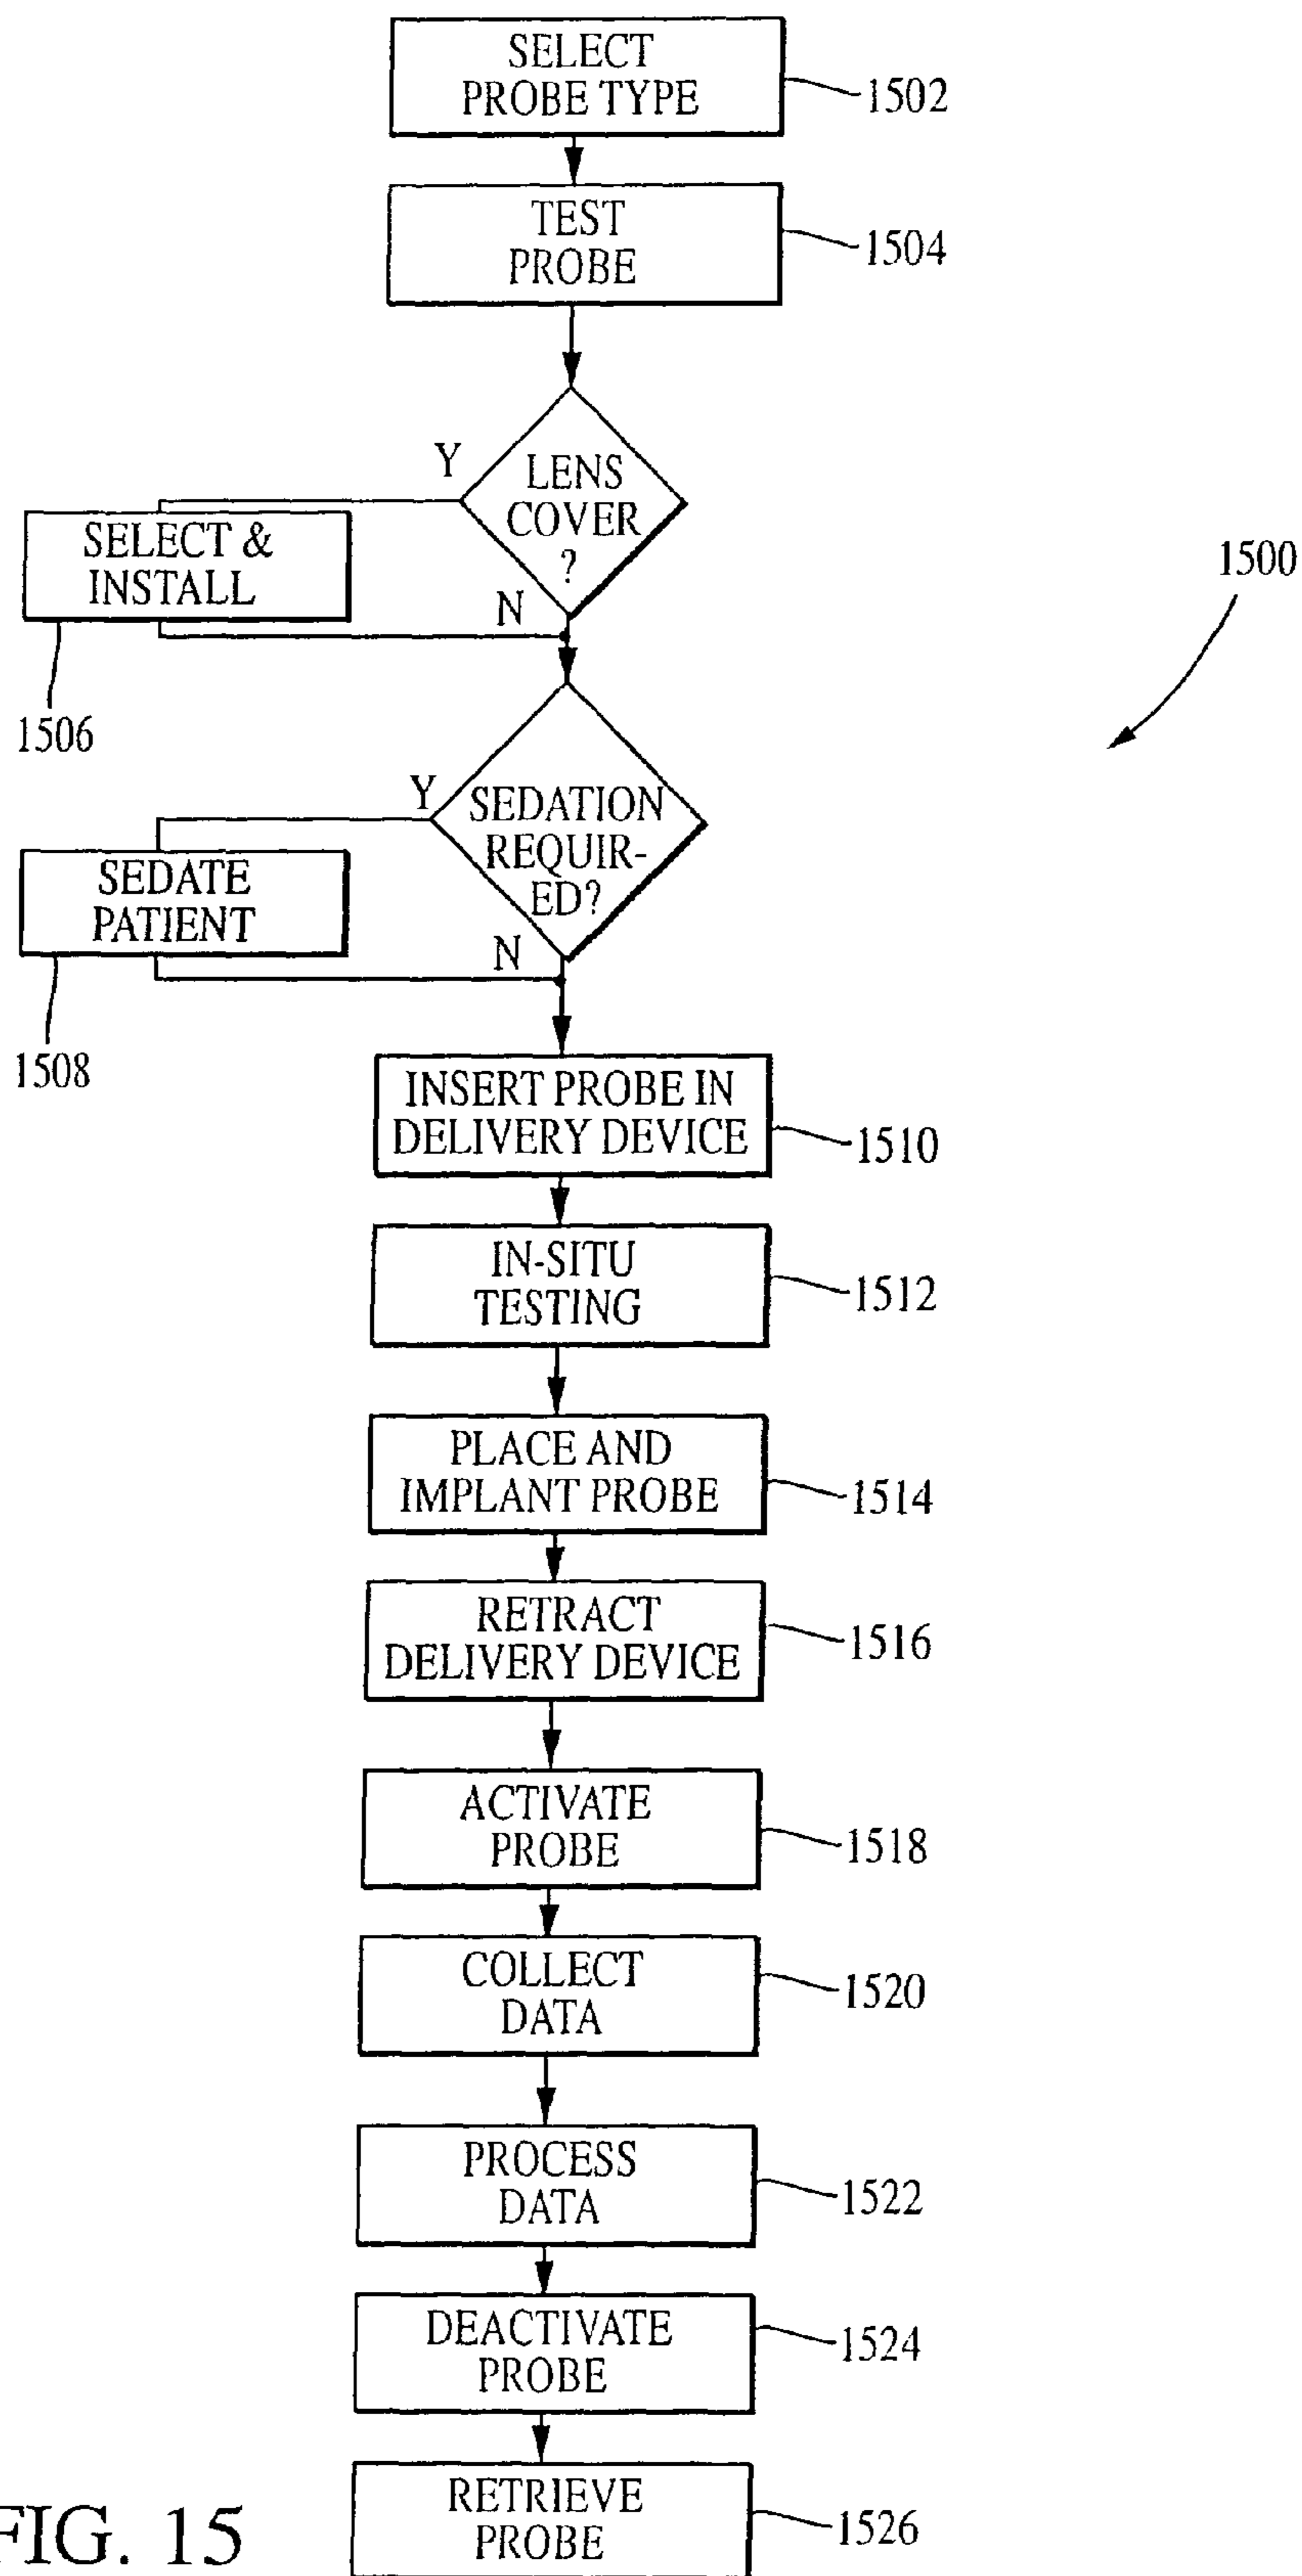 SELECT
PROBE TYPE
1502
TEST
PROBE
1504
Y
LENS
COVER
?
SELECT &
INSTALL
N
1506
1500
Y
SEDATION
REQUIR-
ED?
SEDATE
PATIENT
N
1508
INSERT PROBE IN
DELIVERY DEVICE
1510
IN-SITU
TESTING
1512
PLACE AND
IMPLANT PROBE
1514
RETRACT
DELIVERY DEVICE
1516
ACTIVATE
PROBE
1518
COLLECT
DATA
1520
PROCESS
DATA
1522
DEACTIVATE
PROBE
1524
RETRIEVE
PROBE
1526
FIG. 15